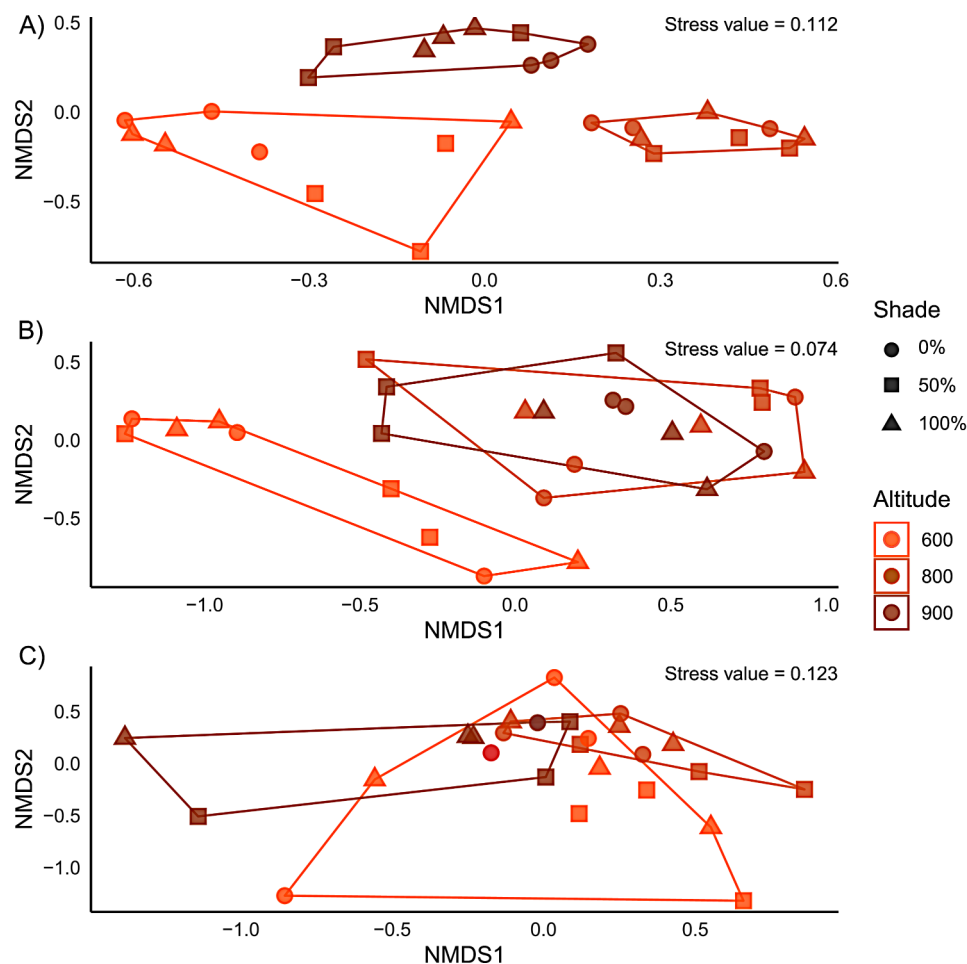 A)
Stress value = 0.112
0.5
0.0
−0.5
NMDS2
−0.6
−0.3
0.0
0.3
0.6
NMDS1
B)
Stress value = 0.074
0.5
0.0
−0.5
NMDS2
−1.0
−0.5
0.0
0.5
1.0
NMDS1
C)
Stress value = 0.123
0.5
0.0
−0.5
−1.0
NMDS2
−1.0
−0.5
0.0
0.5
NMDS1
Shade
0%
50%
100%
Altitude
600
800
900